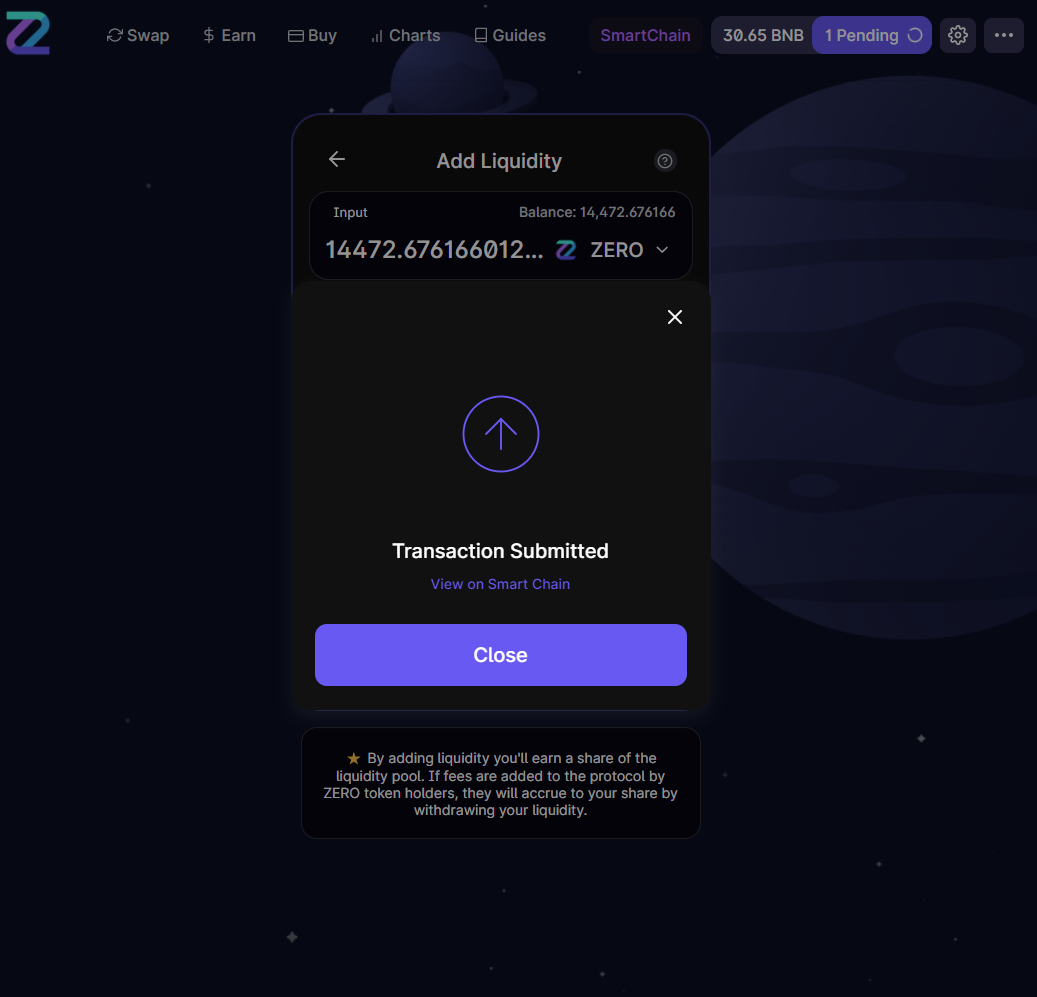 Swap Earn Buy Charts Guides SmartChain 30.65 BNB 1 Pending
Add Liquidity
Input Balance: 14,472.676166
14472.676166012... ZERO
Transaction Submitted
View on Smart Chain
Close
★ By adding liquidity you'll earn a share of the
liquidity pool. If fees are added to the protocol by
ZERO token holders, they will accrue to your share by
withdrawing your liquidity.